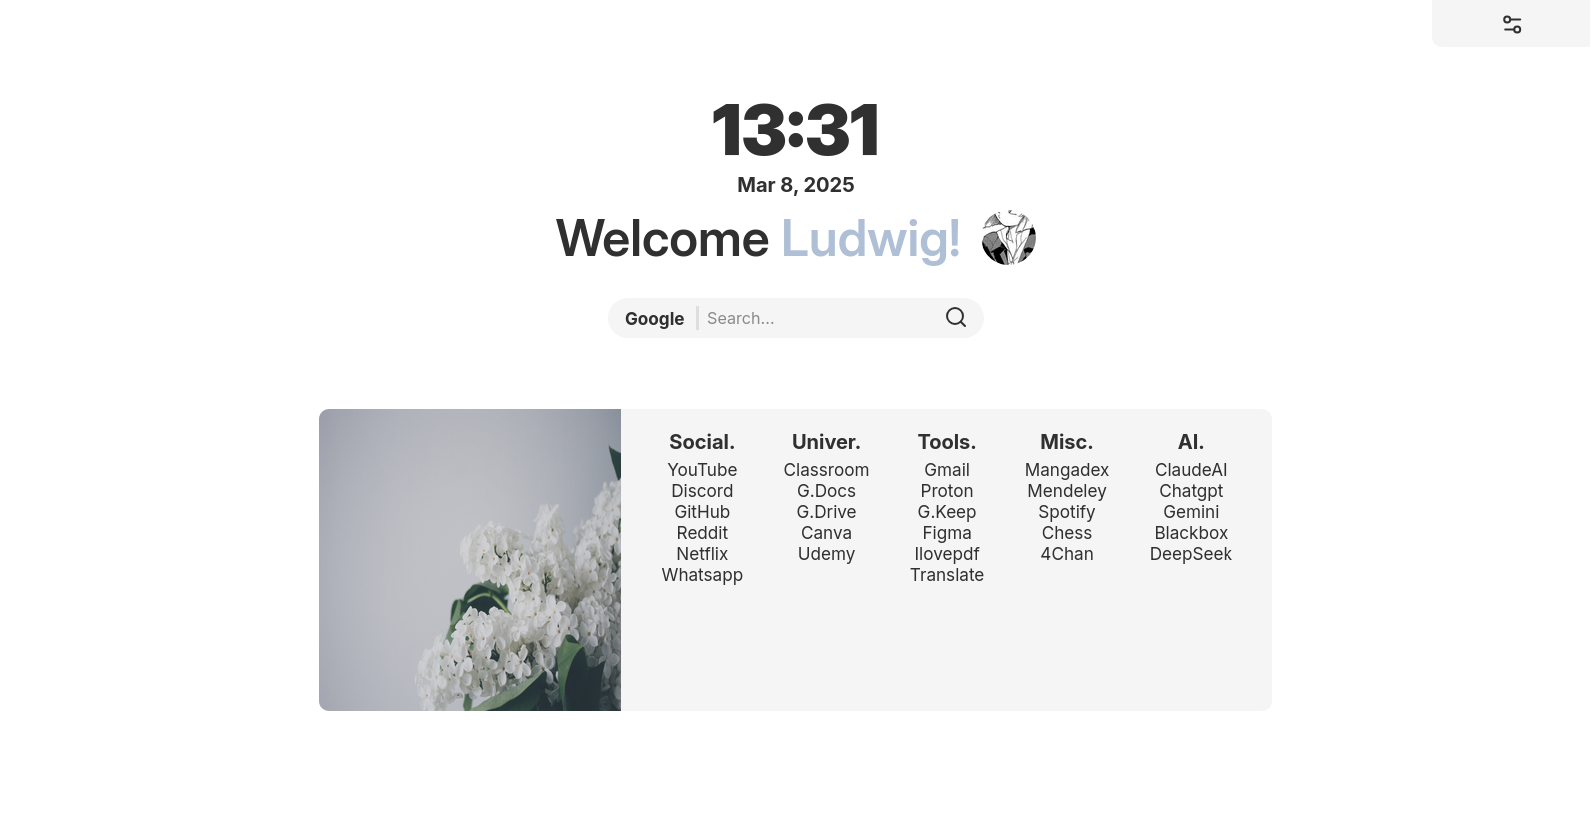 13:31
Mar 8, 2025
Welcome Ludwig!
Google Search...
Social.
YouTube
Discord
GitHub
Reddit
Netflix
Whatsapp
Univer.
Classroom
G.Docs
G.Drive
Canva
Udemy
Tools.
Gmail
Proton
G.Keep
Figma
Ilovepdf
Translate
Misc.
Mangadex
Mendeley
Spotify
Chess
4Chan
AI.
ClaudeAI
Chatgpt
Gemini
Blackbox
DeepSeek